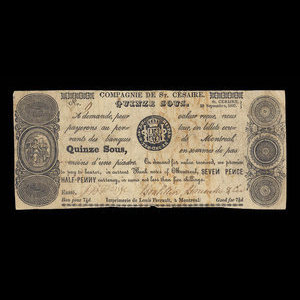 COMPAGNIE DE ST. CÉSAIRE.
QUINZE SOUS.
St. CESAIRE,
A demande, pour valeur reçue, nous
payerons au porteur, en billets courants
des banques de Montreal
Quinze Sous, en sommes de pas
moins d'une piastre. On demand for value received, we promise
to pay to bearer, in current Bank notes of Montreal, SEVEN PENCE
HALF-PENNY currency, in sums not less than five shillings.
Bon pour 7½d Imprimerie de Louis Perrault, à Montreal. Good for 7½d